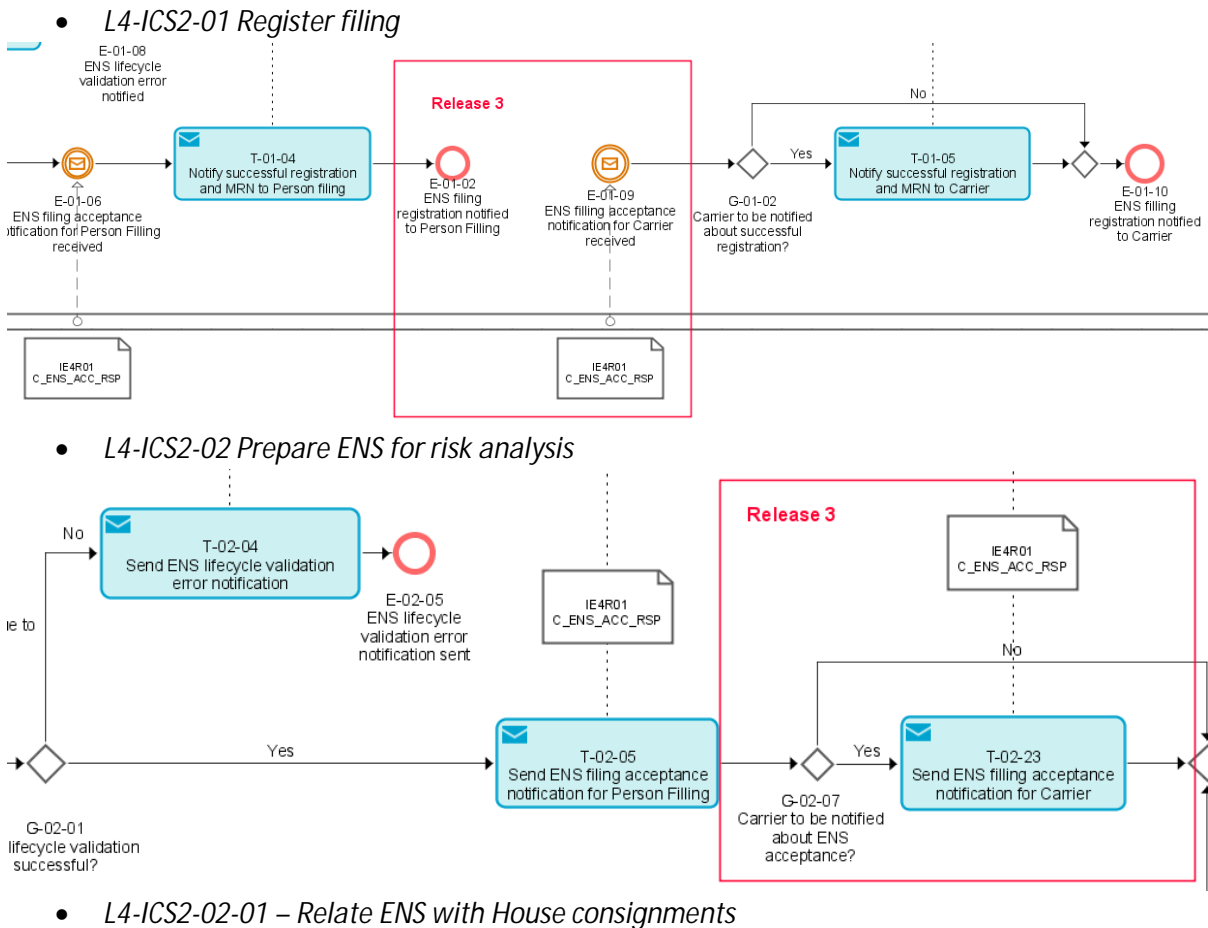 • L4-ICS2-01 Register filing
E-01-08
ENS lifecycle
validation error
notified
Release 3
No
T-01-04
Notify successful registration
and MRN to Person filing
Yes
T-01-05
Notify successful registration
and MRN to Carrier
E-01-06
ENS filing acceptance
notification for Person Filling
received
E-01-02
ENS filing
registration notified
to Person Filling
E-01-09
ENS filling acceptance
notification for Carrier
received
G-01-02
Carrier to be notified
about successful
registration?
E-01-10
ENS filling
registration notified
to Carrier
IE4R01
C_ENS_ACC_RSP
IE4R01
C_ENS_ACC_RSP
• L4-ICS2-02 Prepare ENS for risk analysis
No
T-02-04
Send ENS lifecycle validation
error notification
E-02-05
ENS lifecycle
validation error
notification sent
IE4R01
C_ENS_ACC_RSP
Release 3
IE4R01
C_ENS_ACC_RSP
No
e to
Yes
T-02-05
Send ENS filing acceptance
notification for Person Filling
Yes
T-02-23
Send ENS filling acceptance
notification for Carrier
G-02-01
lifecycle validation
successful?
G-02-07
Carrier to be notified
about ENS
acceptance?
• L4-ICS2-02-01 – Relate ENS with House consignments